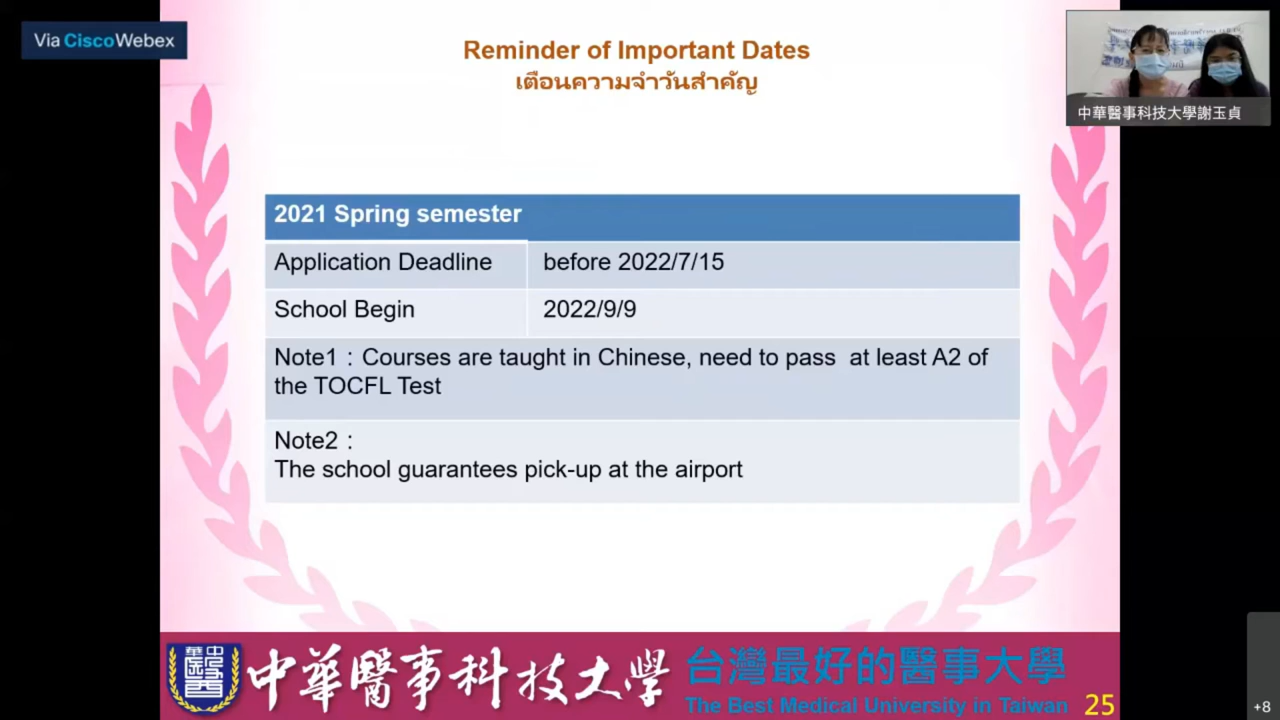 Via Cisco Webex
Reminder of Important Dates
เตือนความจำวันสำคัญ
中華醫事科技大學謝玉貞
2021 Spring semester
Application Deadline before 2022/7/15
School Begin 2022/9/9
Note1：Courses are taught in Chinese, need to pass at least A2 of
the TOCFL Test
Note2：
The school guarantees pick-up at the airport
中華醫事科技大學
台灣最好的醫事大學
The Best Medical University in Taiwan
25
+8